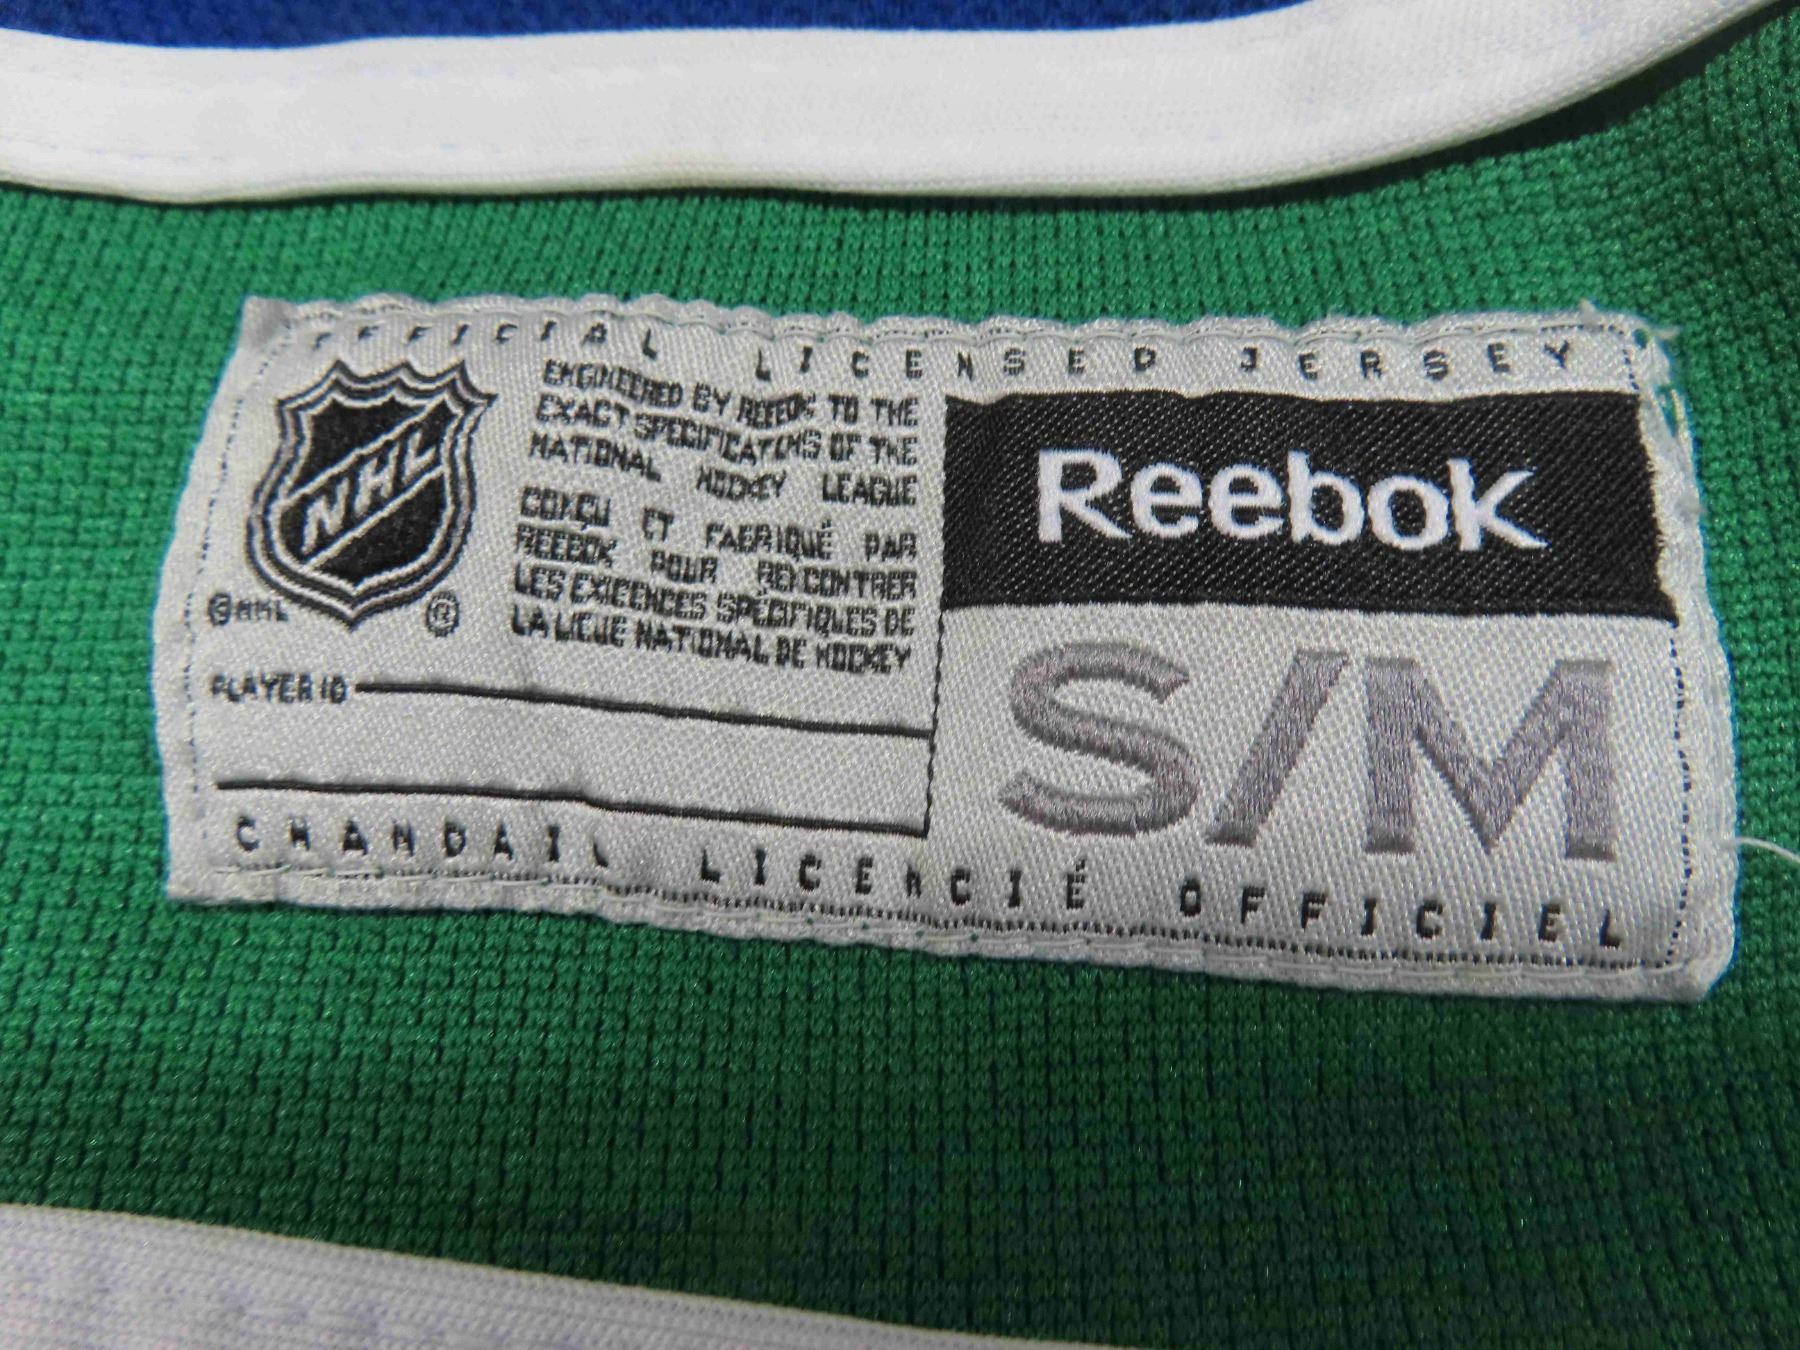 OFFICIAL LICENSED JERSEY
NHL
© NHL ®
ENGINEERED BY REEBOK TO THE
EXACT SPECIFICATIONS OF THE
NATIONAL HOCKEY LEAGUE
CONÇU ET FABRIQUÉ PAR
REEBOK POUR RENCONTRER
LES EXIGENCES SPÉCIFIQUES DE
LA LIGUE NATIONAL DE HOCKEY
PLAYER ID
Reebok
S/M
CHANDAIL LICENCIÉ OFFICIEL